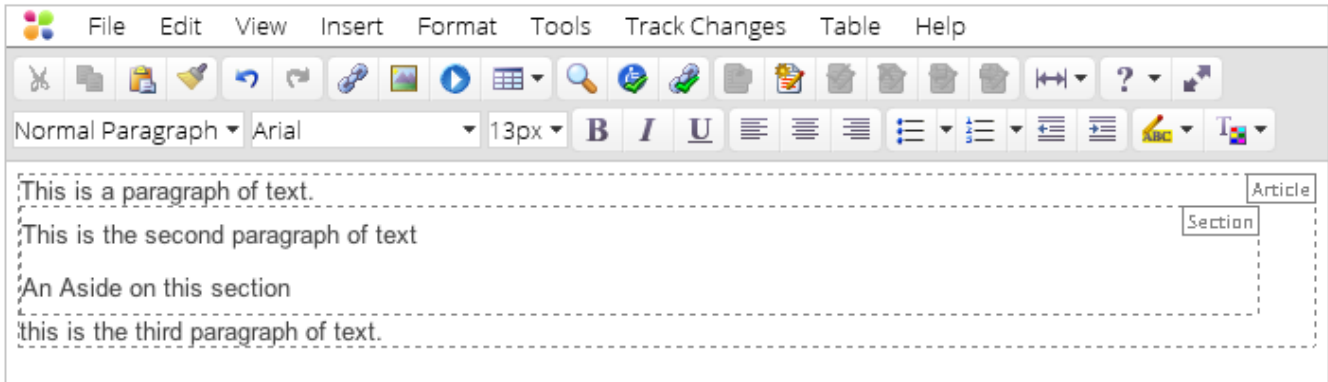 File Edit View Insert Format Tools Track Changes Table Help
?
Normal Paragraph Arial 13px B I U ABC T
This is a paragraph of text. Article
This is the second paragraph of text Section
An Aside on this section
this is the third paragraph of text.